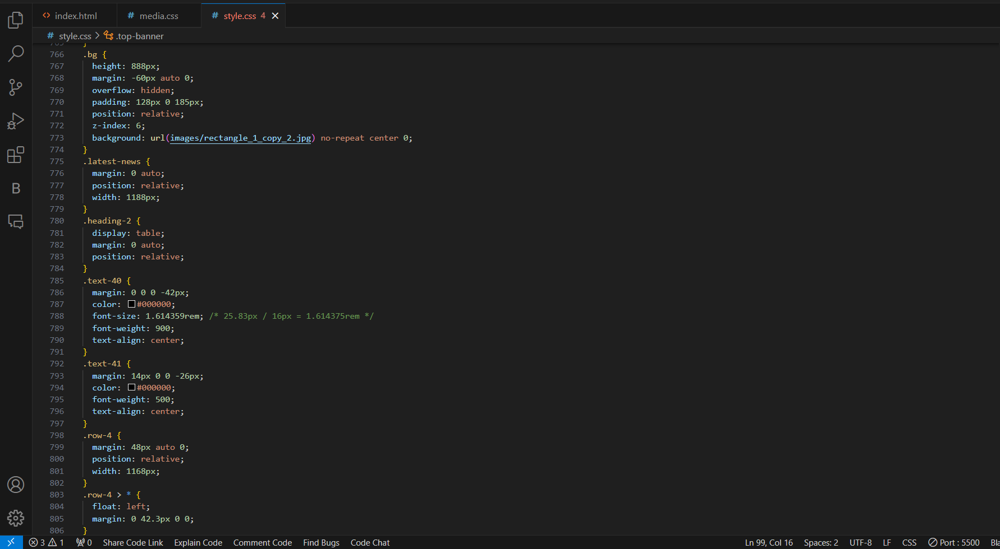 index.html
media.css
style.css 4
style.css > .top-banner
765 }
766 .bg {
767 height: 888px;
768 margin: -60px auto 0;
769 overflow: hidden;
770 padding: 128px 0 185px;
771 position: relative;
772 z-index: 6;
773 background: url(images/rectangle_1_copy_2.jpg) no-repeat center 0;
774 }
775 .latest-news {
776 margin: 0 auto;
777 position: relative;
778 width: 1188px;
779 }
780 .heading-2 {
781 display: table;
782 margin: 0 auto;
783 position: relative;
784 }
785 .text-40 {
786 margin: 0 0 0 -42px;
787 color: #000000;
788 font-size: 1.614359rem; /* 25.83px / 16px = 1.614375rem */
789 font-weight: 900;
790 text-align: center;
791 }
792 .text-41 {
793 margin: 14px 0 0 -26px;
794 color: #000000;
795 font-weight: 500;
796 text-align: center;
797 }
798 .row-4 {
799 margin: 48px auto 0;
800 position: relative;
801 width: 1168px;
802 }
803 .row-4 > * {
804 float: left;
805 margin: 0 42.3px 0 0;
806 }
B
3 1 0 Share Code Link Explain Code Comment Code Find Bugs Code Chat Ln 99, Col 16 Spaces: 2 UTF-8 LF CSS Port : 5500